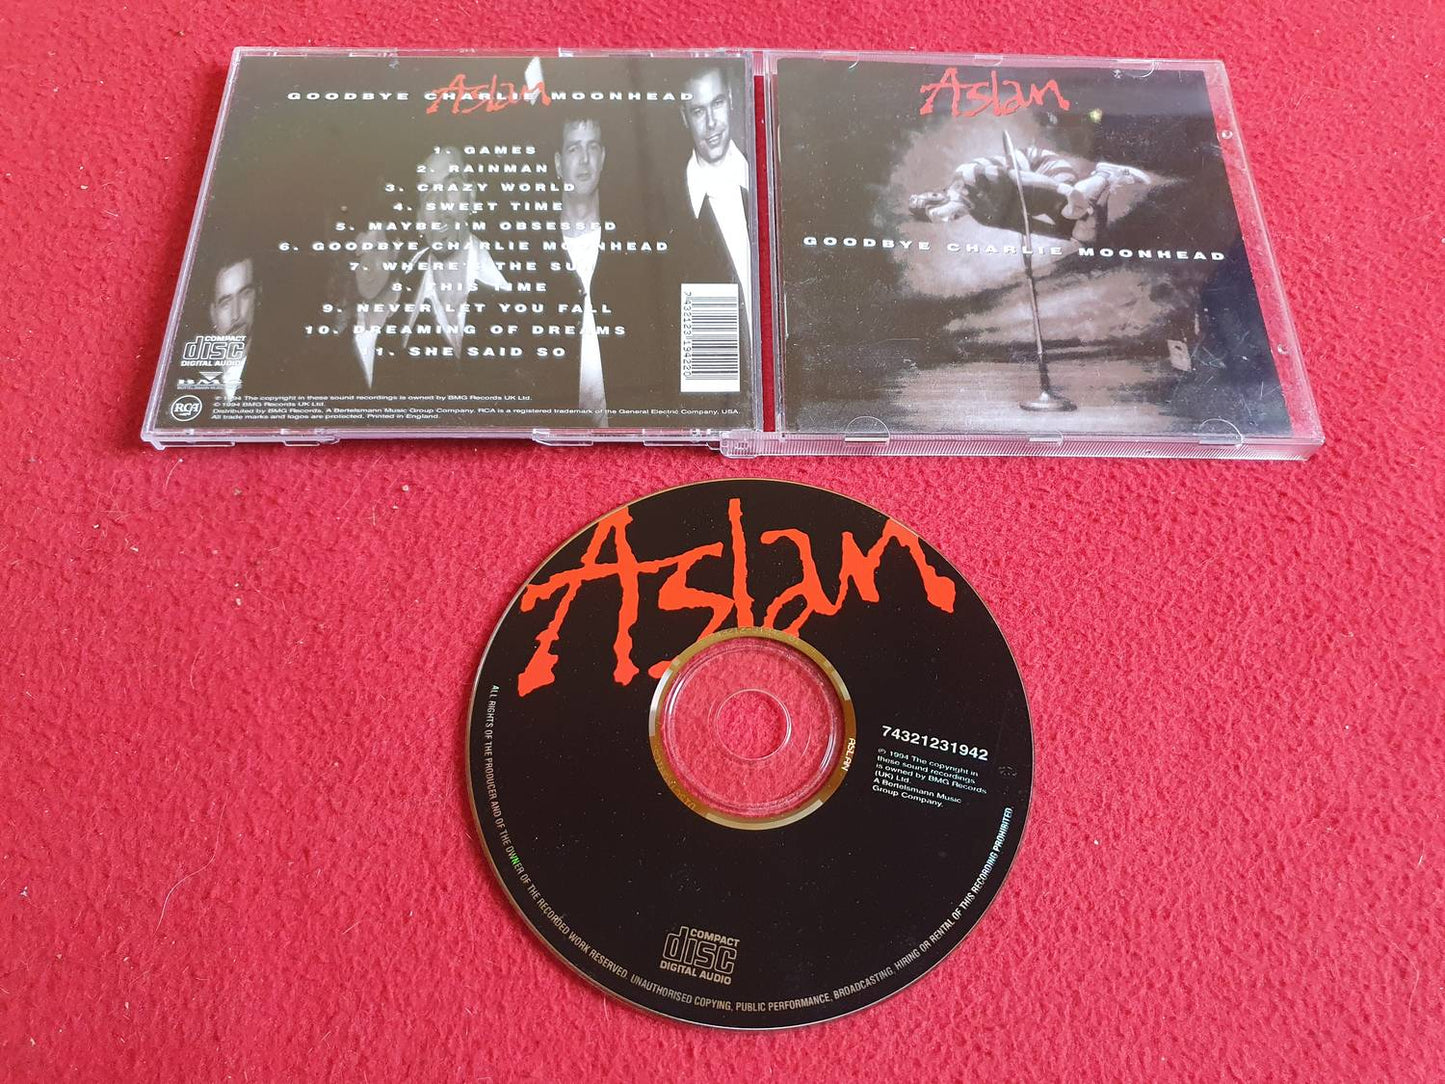 GOODBYE CHARLIE MOONHEAD
Aslan
1. GAMES
2. RAINMAN
3. CRAZY WORLD
4. SWEET TIME
5. MAYBE I'M OBSESSED
6. GOODBYE CHARLIE MOONHEAD
7. WHERE'S THE SUN
8. THIS TIME
9. NEVER LET YOU FALL
10. DREAMING OF DREAMS
11. SHE SAID SO
COMPACT
disc
DIGITAL AUDIO
BMG
RCA
℗ 1994 The copyright in these sound recordings is owned by BMG Records UK Ltd.
© 1994 BMG Records UK Ltd.
Distributed by BMG Records, A Bertelsmann Music Group Company. RCA is a registered trademark of the General Electric Company, USA.
All trade marks and logos are protected. Printed in England.
7 43212 31942 0
Aslan
GOODBYE CHARLIE MOONHEAD
Aslan
ASLAN
74321231942
℗ 1994 The copyright in
these sound recordings
is owned by BMG Records
(UK) Ltd.
A Bertelsmann Music
Group Company.
COMPACT
disc
DIGITAL AUDIO
ALL RIGHTS OF THE PRODUCER AND OF THE OWNER OF THE RECORDED WORK RESERVED. UNAUTHORISED COPYING, PUBLIC PERFORMANCE, BROADCASTING, HIRING OR RENTAL OF THIS RECORDING PROHIBITED